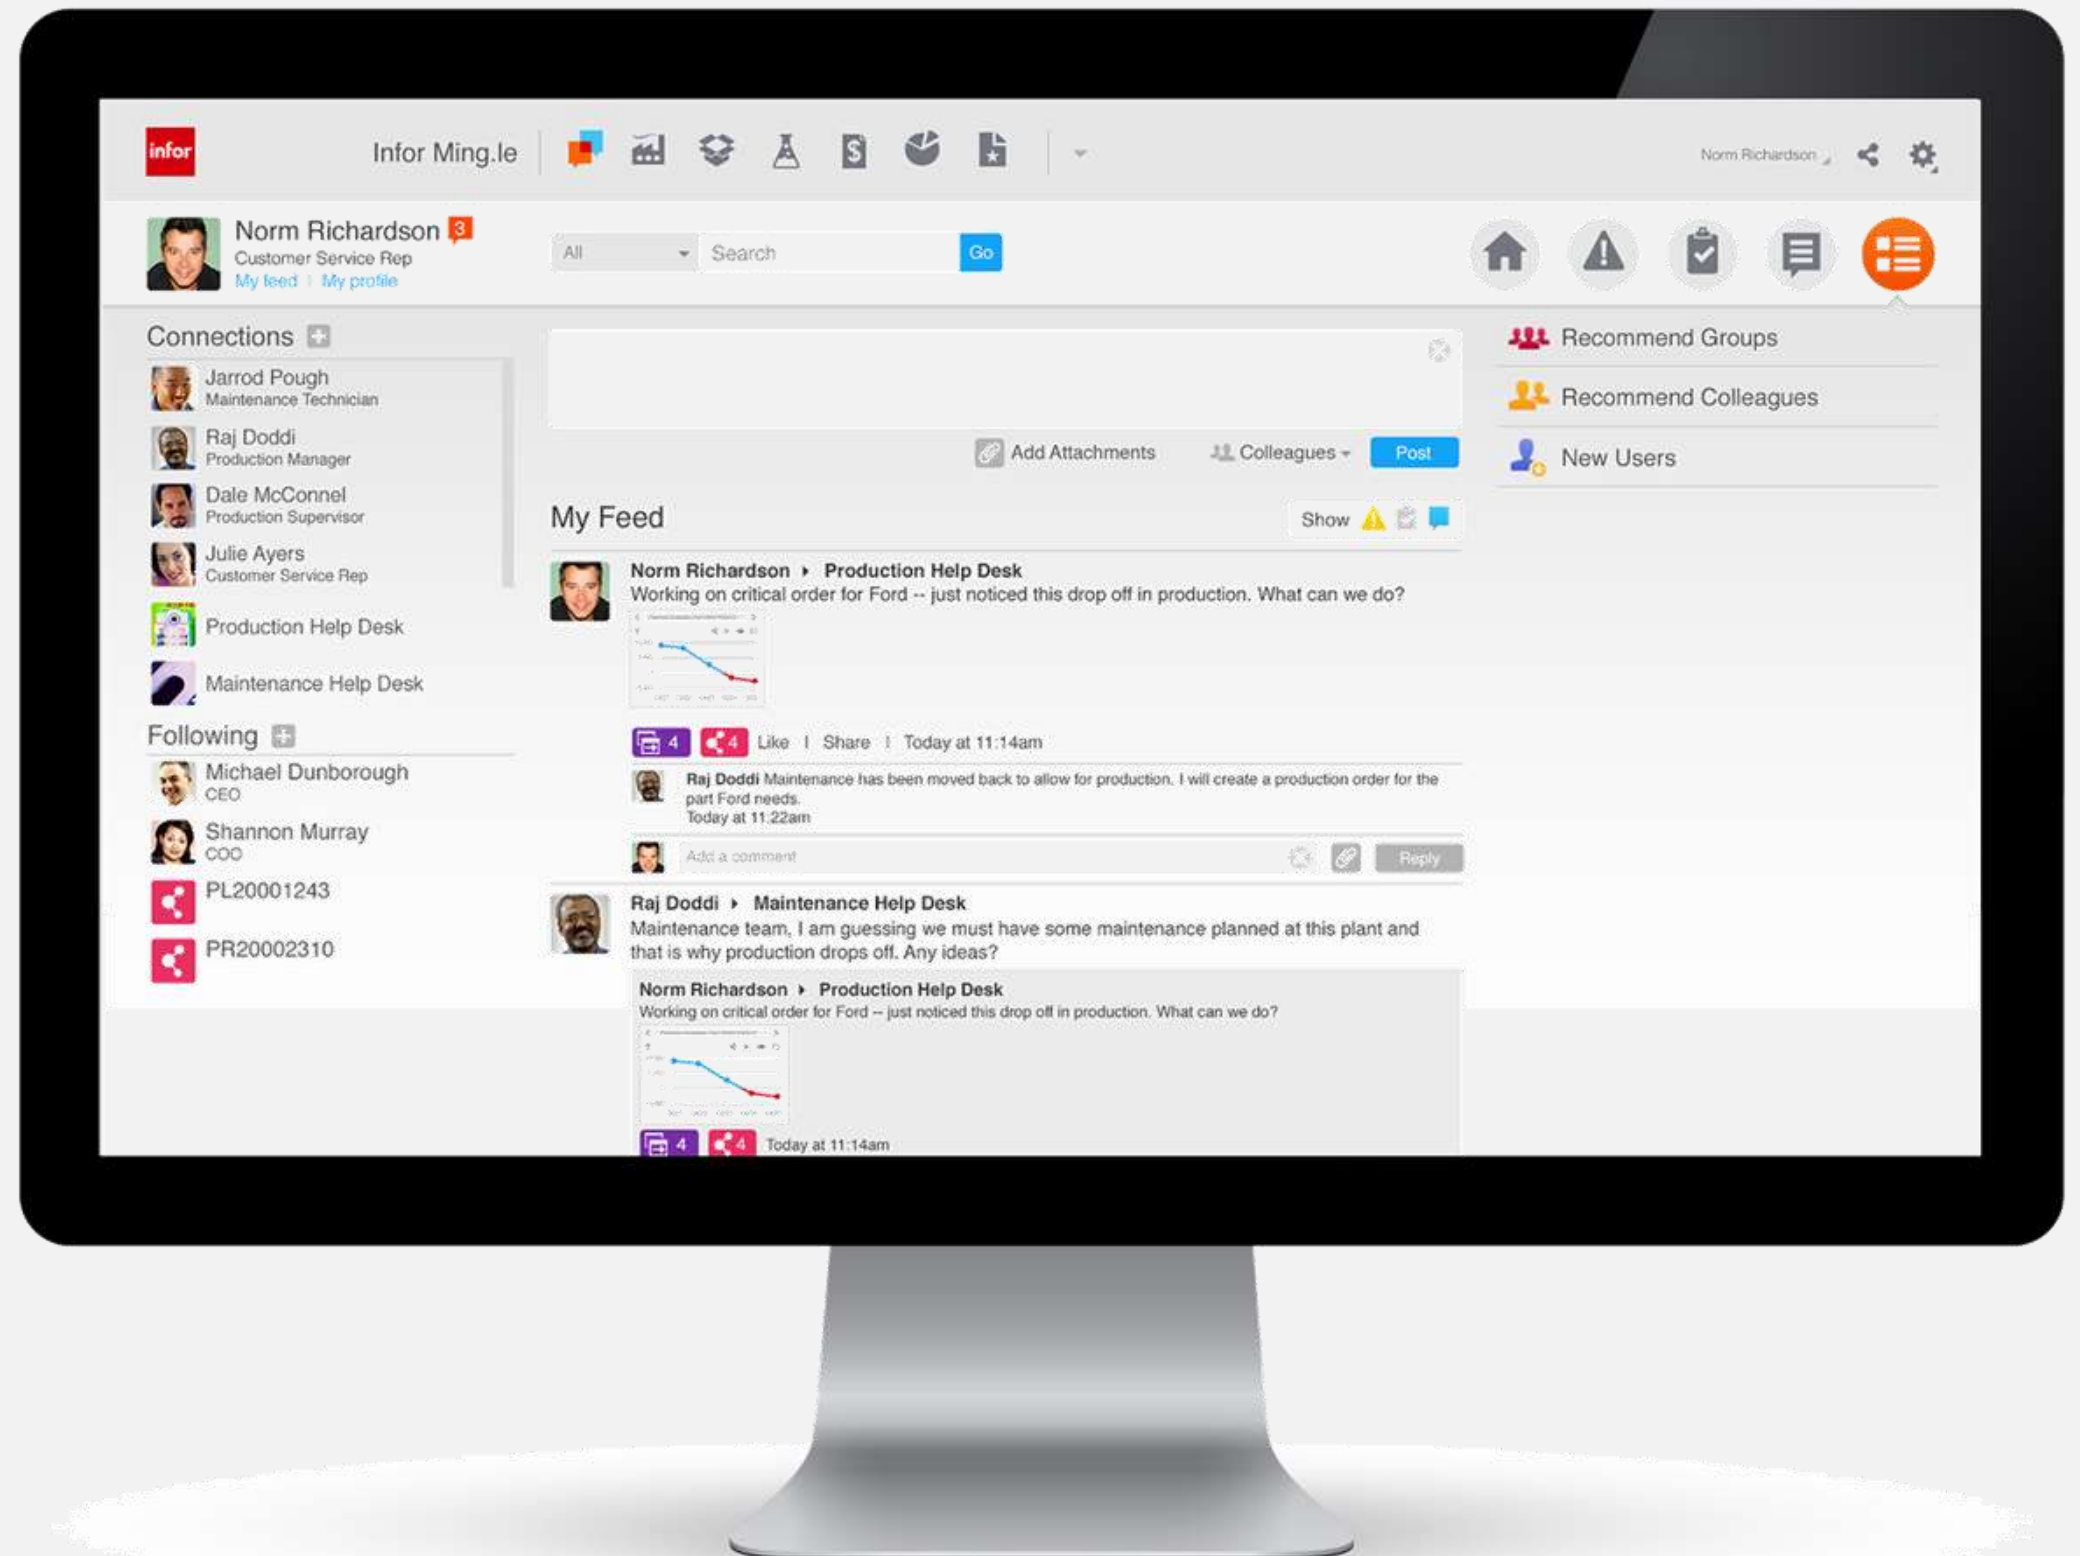 infor
Infor Ming.le
Norm Richardson
Norm Richardson 3
Customer Service Rep
My feed | My profile
All
Search
Go
Connections
Jarrod Pough
Maintenance Technician
Raj Doddi
Production Manager
Dale McConnel
Production Supervisor
Julie Ayers
Customer Service Rep
Production Help Desk
Maintenance Help Desk
Following
Michael Dunborough
CEO
Shannon Murray
COO
PL20001243
PR20002310
Add Attachments
Colleagues
Post
My Feed
Show
Norm Richardson ▸ Production Help Desk
Working on critical order for Ford -- just noticed this drop off in production. What can we do?
4 4 Like | Share | Today at 11:14am
Raj Doddi Maintenance has been moved back to allow for production. I will create a production order for the
part Ford needs.
Today at 11:22am
Add a comment
Reply
Raj Doddi ▸ Maintenance Help Desk
Maintenance team, I am guessing we must have some maintenance planned at this plant and
that is why production drops off. Any ideas?
Norm Richardson ▸ Production Help Desk
Working on critical order for Ford -- just noticed this drop off in production. What can we do?
4 4 Today at 11:14am
Recommend Groups
Recommend Colleagues
New Users